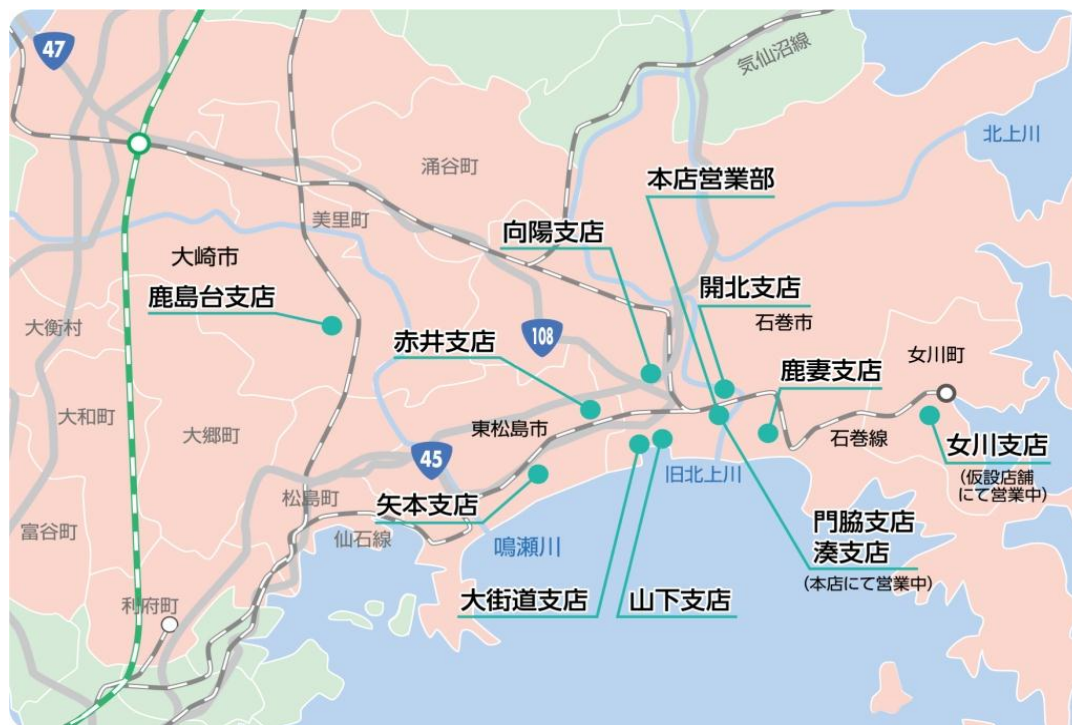 47
気仙沼線
北上川
涌谷町
本店営業部
美里町
向陽支店
大崎市
鹿島台支店
開北支店
石巻市
大衡村
赤井支店
108
鹿妻支店
女川町
大和町
大郷町
東松島市
石巻線
女川支店
(仮設店舗
にて営業中)
45
旧北上川
松島町
矢本支店
富谷町
仙石線
鳴瀬川
門脇支店
湊支店
(本店にて営業中)
大街道支店
山下支店
利府町